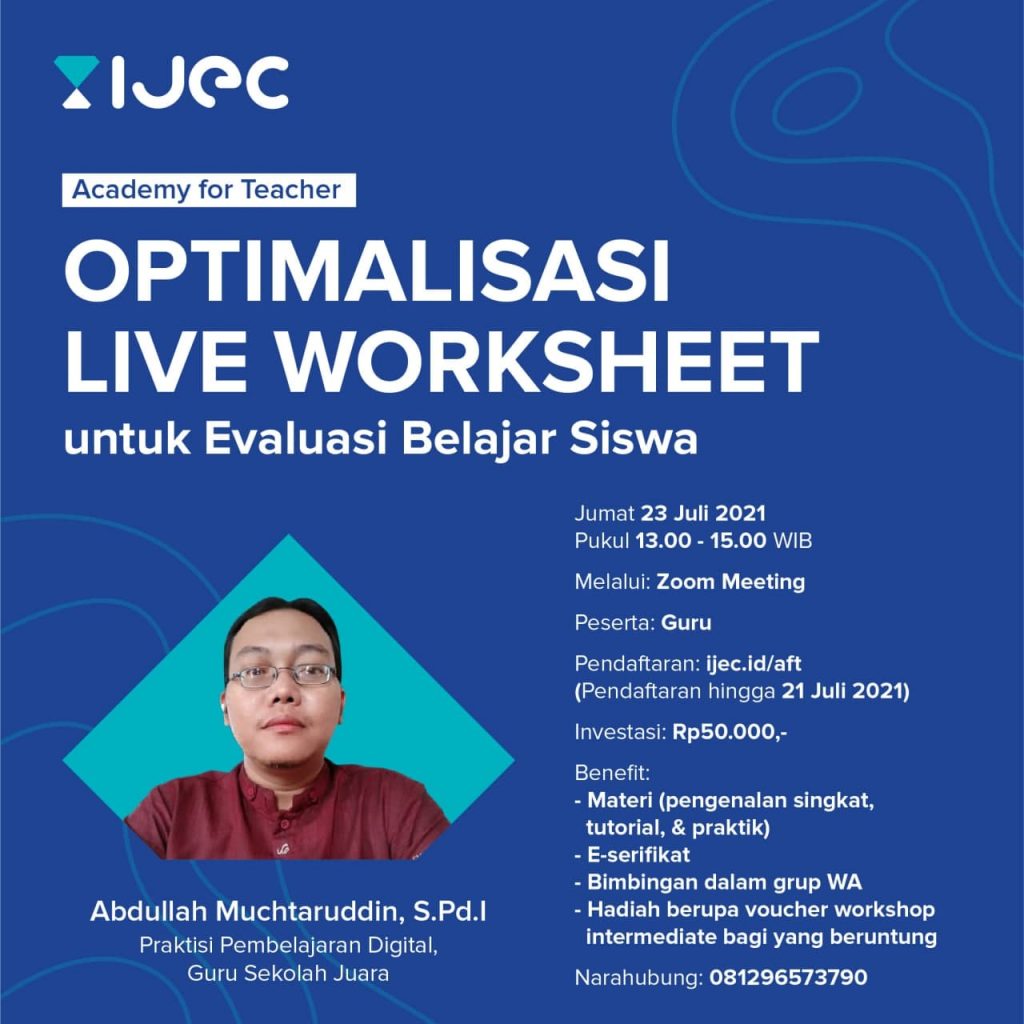 IJEC
Academy for Teacher
OPTIMALISASI
LIVE WORKSHEET
untuk Evaluasi Belajar Siswa
Jumat 23 Juli 2021
Pukul 13.00 - 15.00 WIB
Melalui: Zoom Meeting
Peserta: Guru
Pendaftaran: ijec.id/aft
(Pendaftaran hingga 21 Juli 2021)
Investasi: Rp50.000,-
Benefit:
- Materi (pengenalan singkat,
tutorial, & praktik)
- E-serifikat
- Bimbingan dalam grup WA
- Hadiah berupa voucher workshop
intermediate bagi yang beruntung
Narahubung: 081296573790
Abdullah Muchtaruddin, S.Pd.I
Praktisi Pembelajaran Digital,
Guru Sekolah Juara